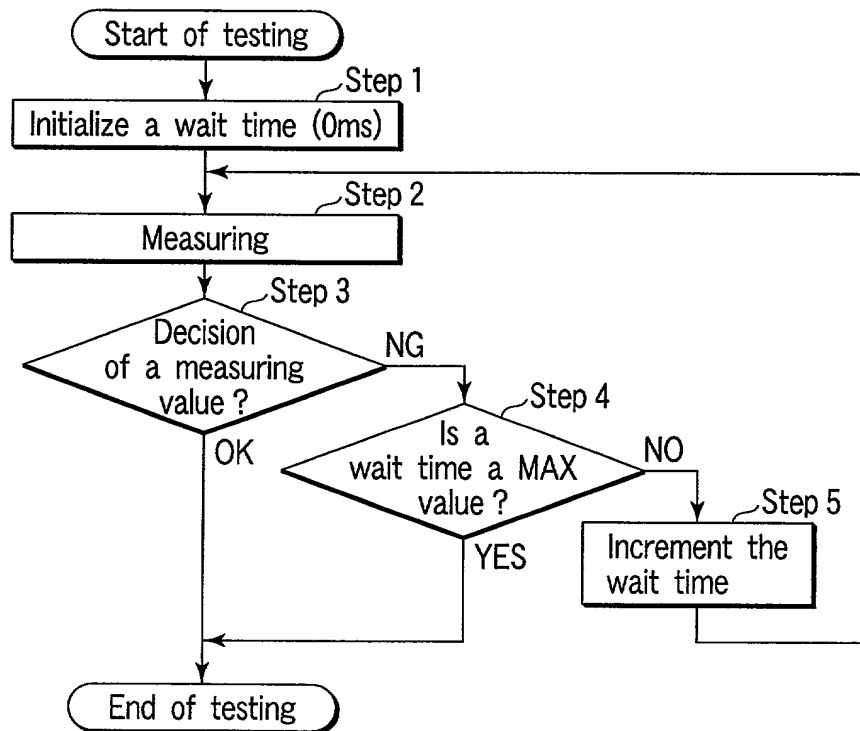 Start of testing
Step 1
Initialize a wait time (0ms)
Step 2
Measuring
Step 3
Decision
of a measuring
value?
NG
OK
Step 4
Is a
wait time a MAX
value?
NO
YES
Step 5
Increment the
wait time
End of testing